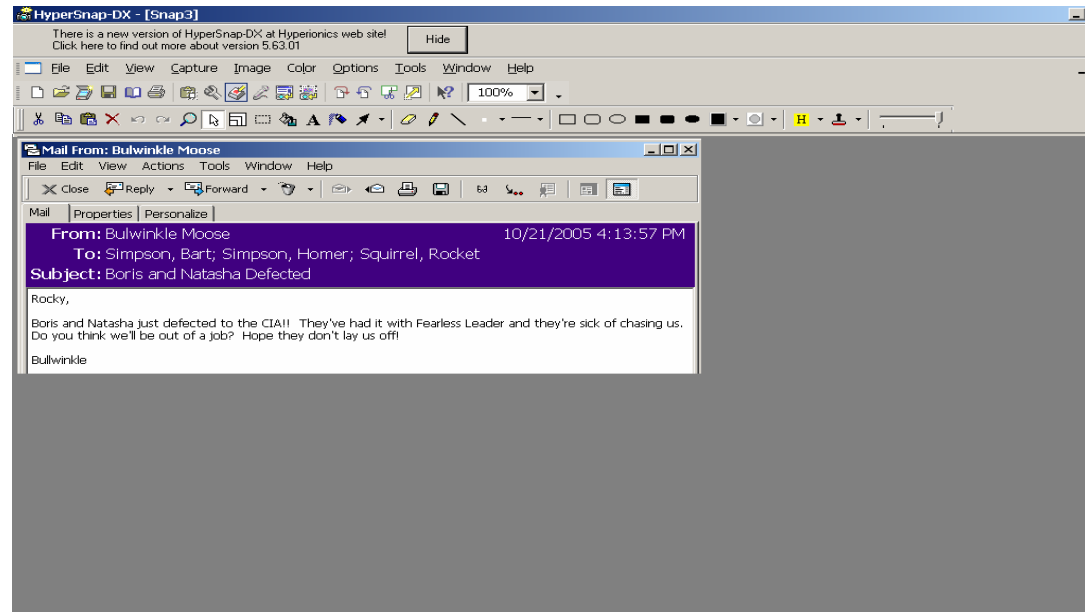 HyperSnap-DX - [Snap3]
There is a new version of HyperSnap-DX at Hyperionics web site!
Click here to find out more about version 5.63.01
Hide
File Edit View Capture Image Color Options Tools Window Help
100%
A
H
Mail From: Bulwinkle Moose
File Edit View Actions Tools Window Help
Close Reply Forward
Mail Properties Personalize
From: Bulwinkle Moose 10/21/2005 4:13:57 PM
To: Simpson, Bart; Simpson, Homer; Squirrel, Rocket
Subject: Boris and Natasha Defected
Rocky,
Boris and Natasha just defected to the CIA!! They've had it with Fearless Leader and they're sick of chasing us.
Do you think we'll be out of a job? Hope they don't lay us off!
Bullwinkle